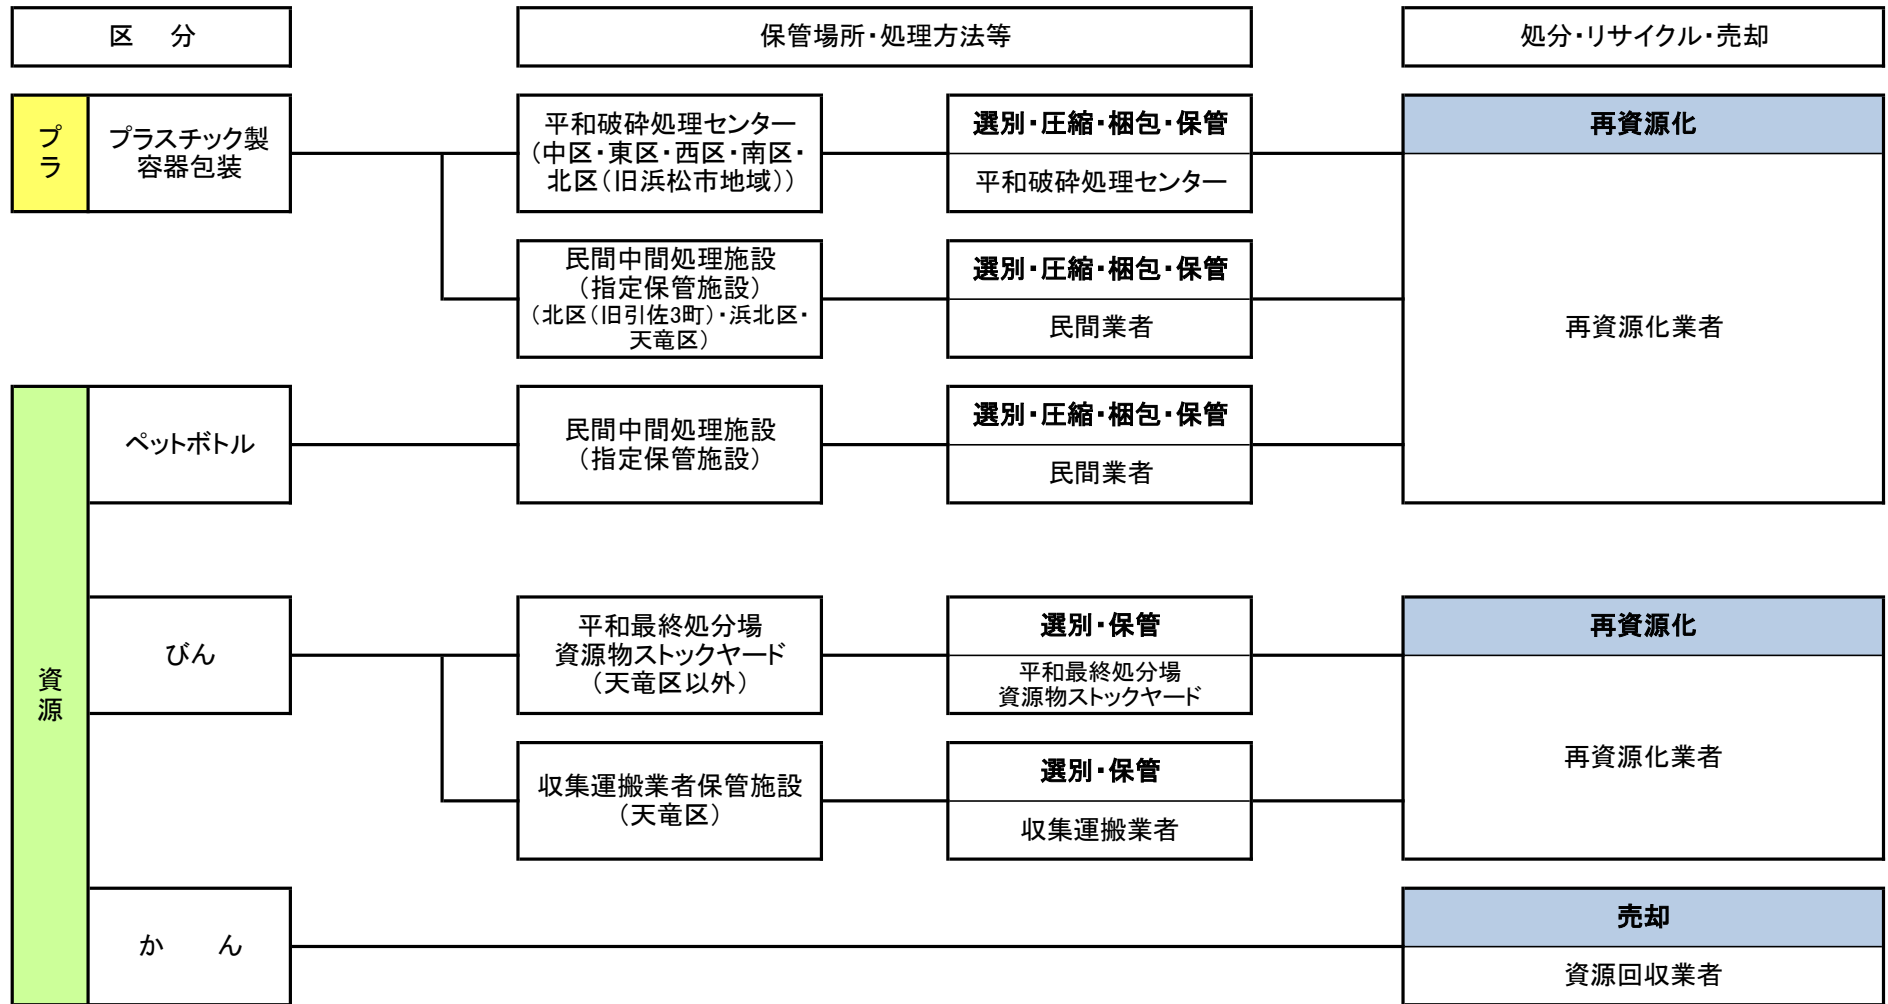 区　分
保管場所・処理方法等
処分・リサイクル・売却
プラ
プラスチック製
容器包装
平和破砕処理センター
（中区・東区・西区・南区・
北区（旧浜松市地域））
選別・圧縮・梱包・保管
平和破砕処理センター
再資源化
民間中間処理施設
（指定保管施設）
（北区（旧引佐3町）・浜北区・
天竜区）
選別・圧縮・梱包・保管
民間業者
再資源化業者
資源
ペットボトル
民間中間処理施設
（指定保管施設）
選別・圧縮・梱包・保管
民間業者
びん
平和最終処分場
資源物ストックヤード
（天竜区以外）
選別・保管
平和最終処分場
資源物ストックヤード
再資源化
収集運搬業者保管施設
（天竜区）
選別・保管
収集運搬業者
再資源化業者
か　ん
売却
資源回収業者